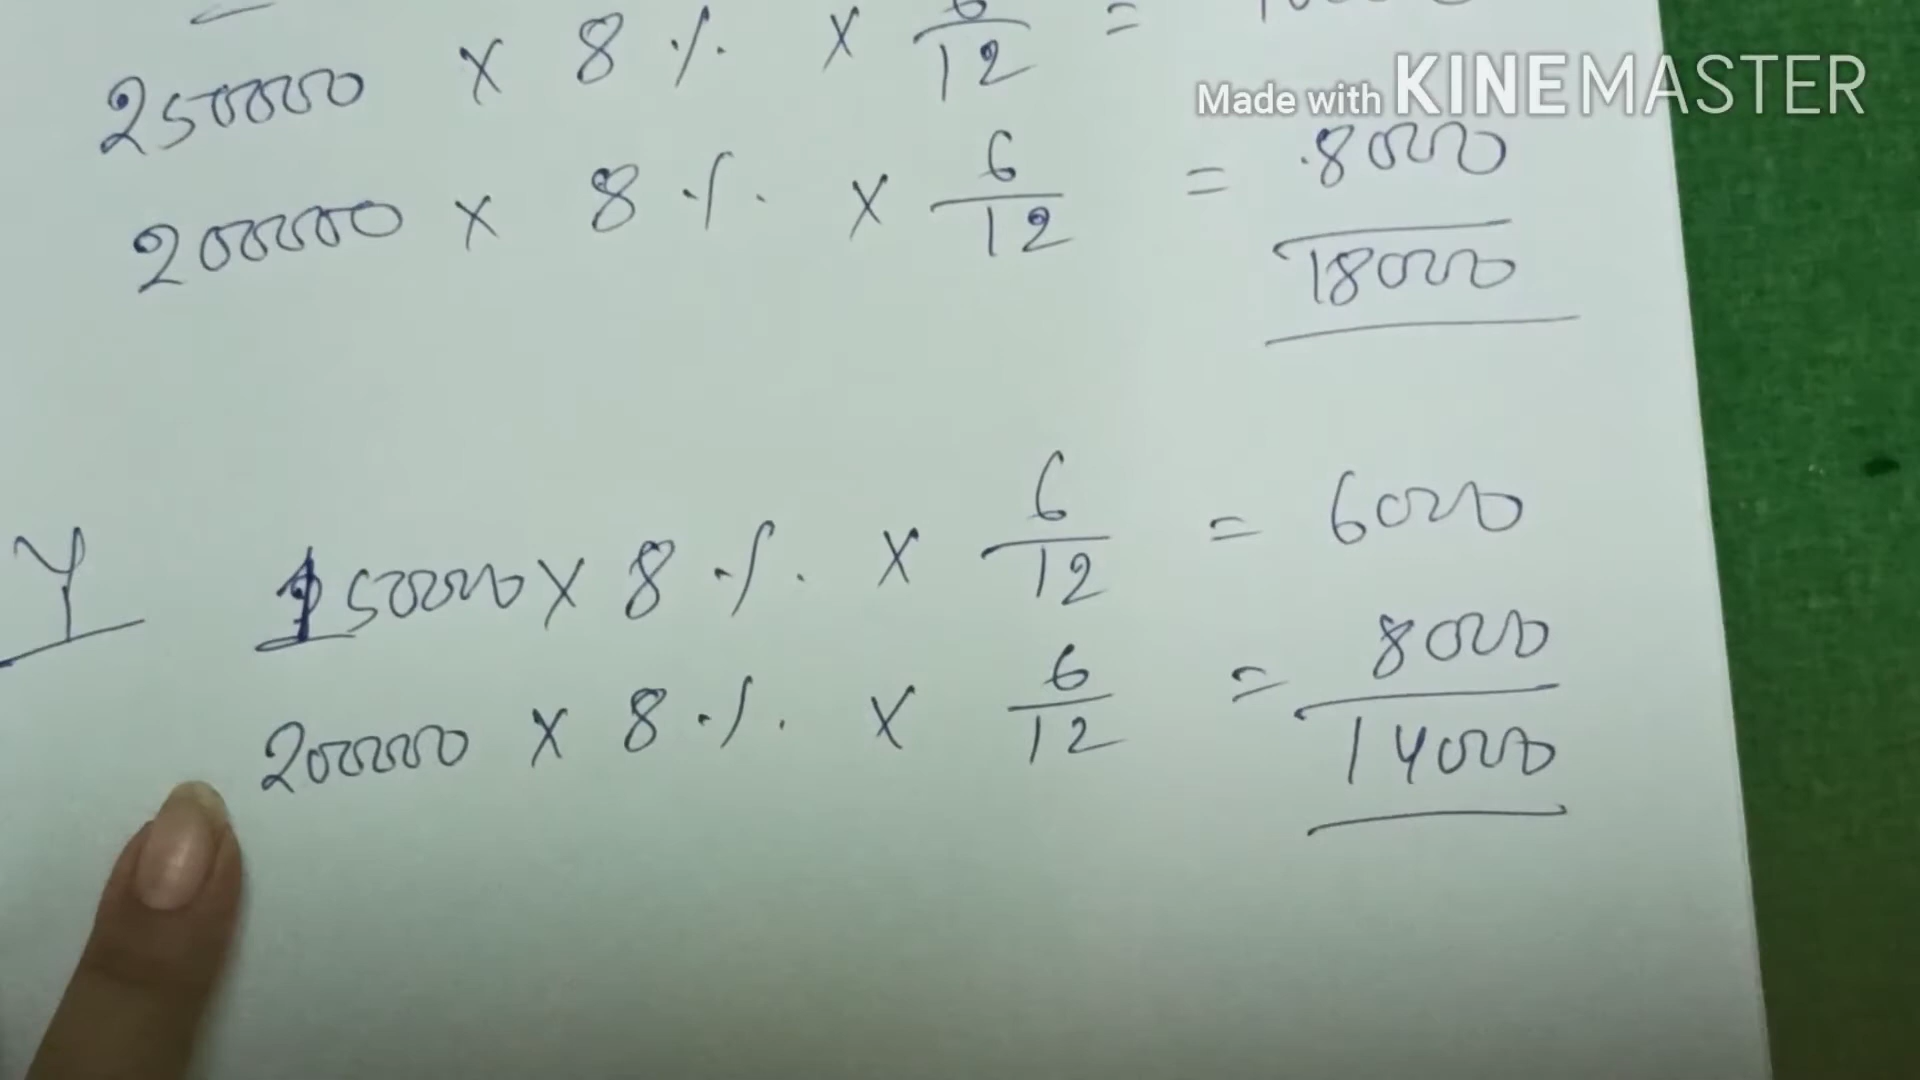 250000 × 8 % × 6/12 =
Made with KINEMASTER
200000 × 8 % × 6/12 = 8000
18000
Y 150000 × 8 % × 6/12 = 6000
200000 × 8 % × 6/12 = 8000
14000